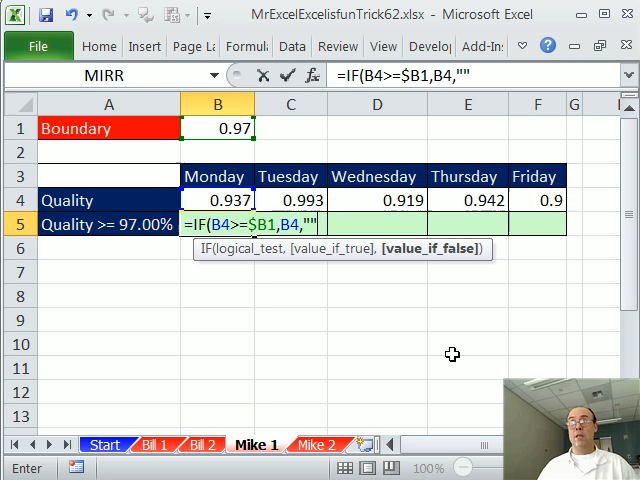 MrExcelExcelisfunTrick62.xlsx - Microsoft Excel
File Home Insert Page La Formula Data Review View Develop Add-Ins
MIRR fx =IF(B4>=$B1,B4,""
A B C D E F G
1 Boundary 0.97
2
3 Monday Tuesday Wednesday Thursday Friday
4 Quality 0.937 0.993 0.919 0.942 0.9
5 Quality >= 97.00% =IF(B4>=$B1,B4,""
6 IF(logical_test, [value_if_true], [value_if_false])
7
8
9
10
11
12
13
Start Bill 1 Bill 2 Mike 1 Mike 2
Enter 100%